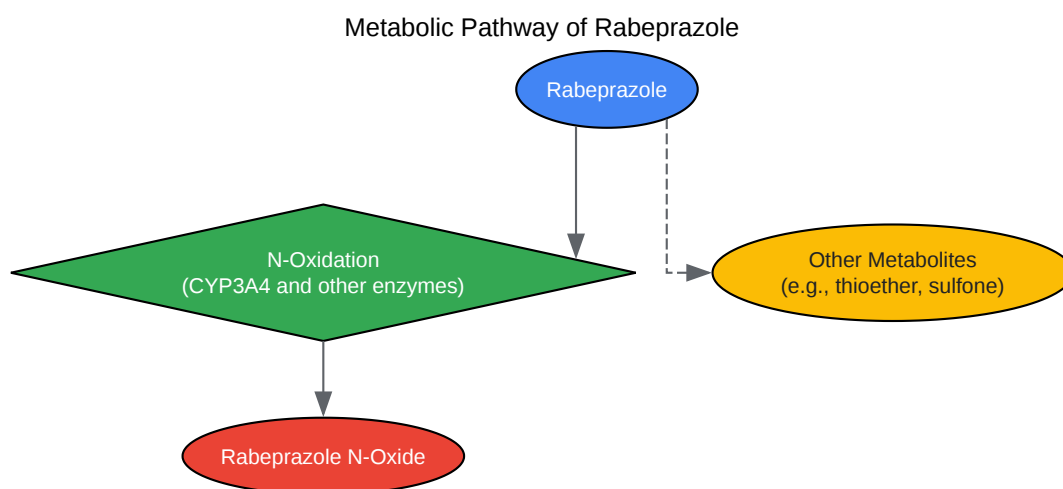 Metabolic Pathway of Rabeprazole
Rabeprazole
N-Oxidation
(CYP3A4 and other enzymes)
Other Metabolites
(e.g., thioether, sulfone)
Rabeprazole N-Oxide